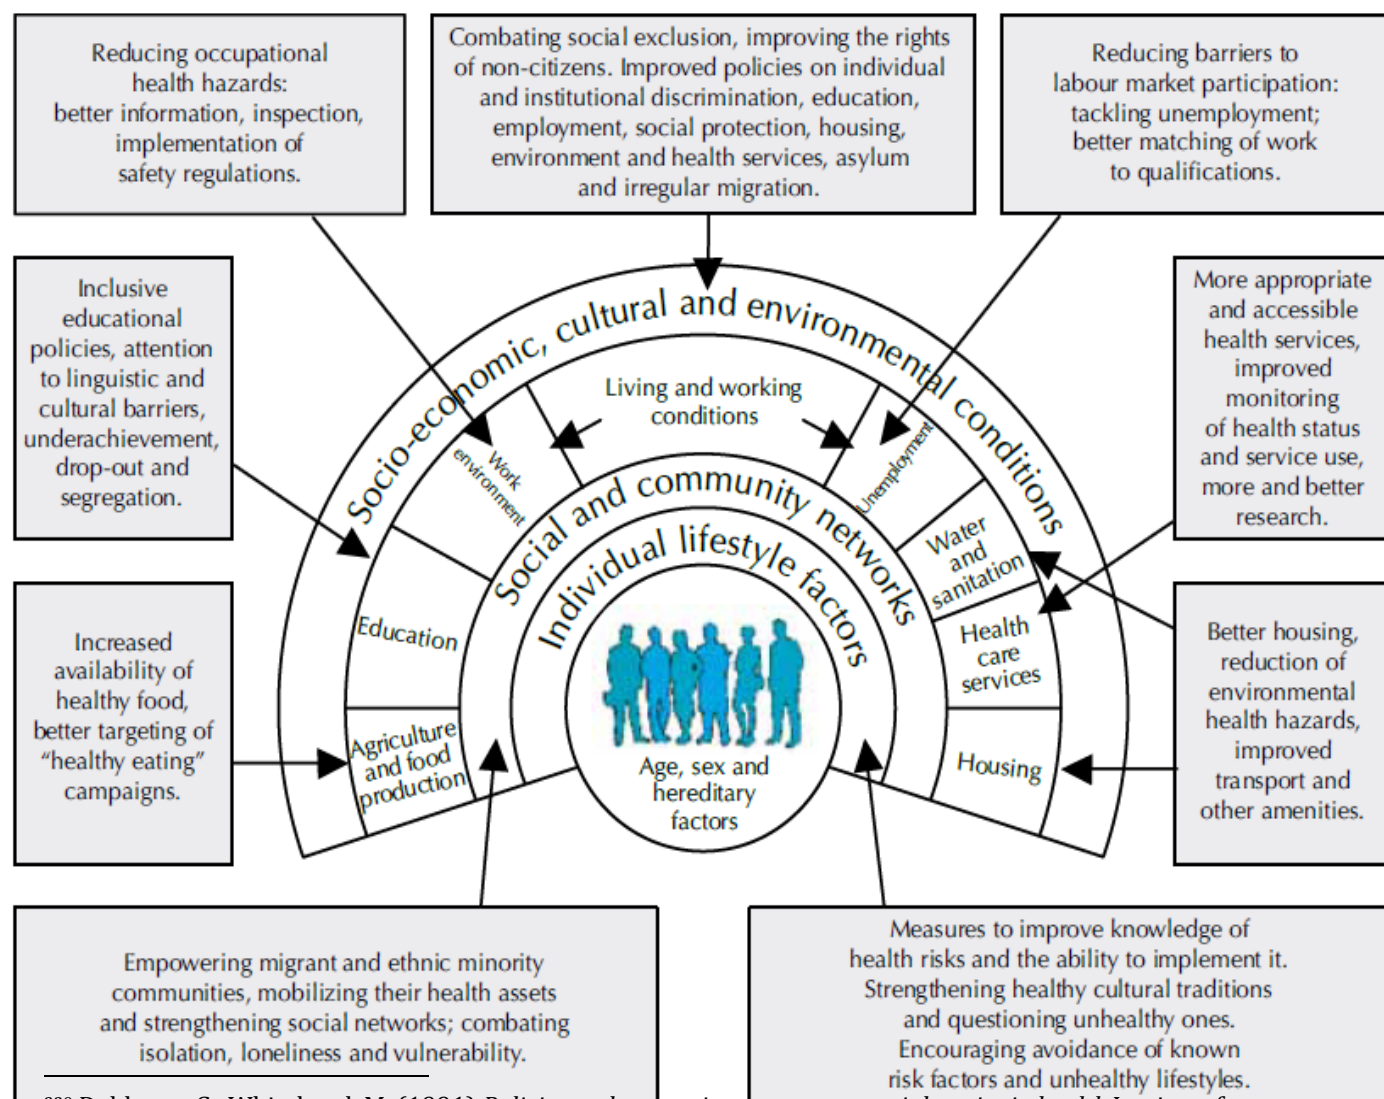 Reducing occupational
health hazards:
better information, inspection,
implementation of
safety regulations.
Combating social exclusion, improving the rights
of non-citizens. Improved policies on individual
and institutional discrimination, education,
employment, social protection, housing,
environment and health services, asylum
and irregular migration.
Reducing barriers to
labour market participation:
tackling unemployment;
better matching of work
to qualifications.
Inclusive
educational
policies, attention
to linguistic and
cultural barriers,
underachievement,
drop-out and
segregation.
More appropriate
and accessible
health services,
improved
monitoring
of health status
and service use,
more and better
research.
Socio-economic, cultural and environmental conditions
Living and working
conditions
Work
environment
Unemployment
Social and community networks
Water
and
sanitation
Individual lifestyle factors
Education
Health
care
services
Agriculture
and food
production
Housing
Age, sex and
hereditary
factors
Increased
availability of
healthy food,
better targeting of
“healthy eating”
campaigns.
Better housing,
reduction of
environmental
health hazards,
improved
transport and
other amenities.
Empowering migrant and ethnic minority
communities, mobilizing their health assets
and strengthening social networks; combating
isolation, loneliness and vulnerability.
Measures to improve knowledge of
health risks and the ability to implement it.
Strengthening healthy cultural traditions
and questioning unhealthy ones.
Encouraging avoidance of known
risk factors and unhealthy lifestyles.